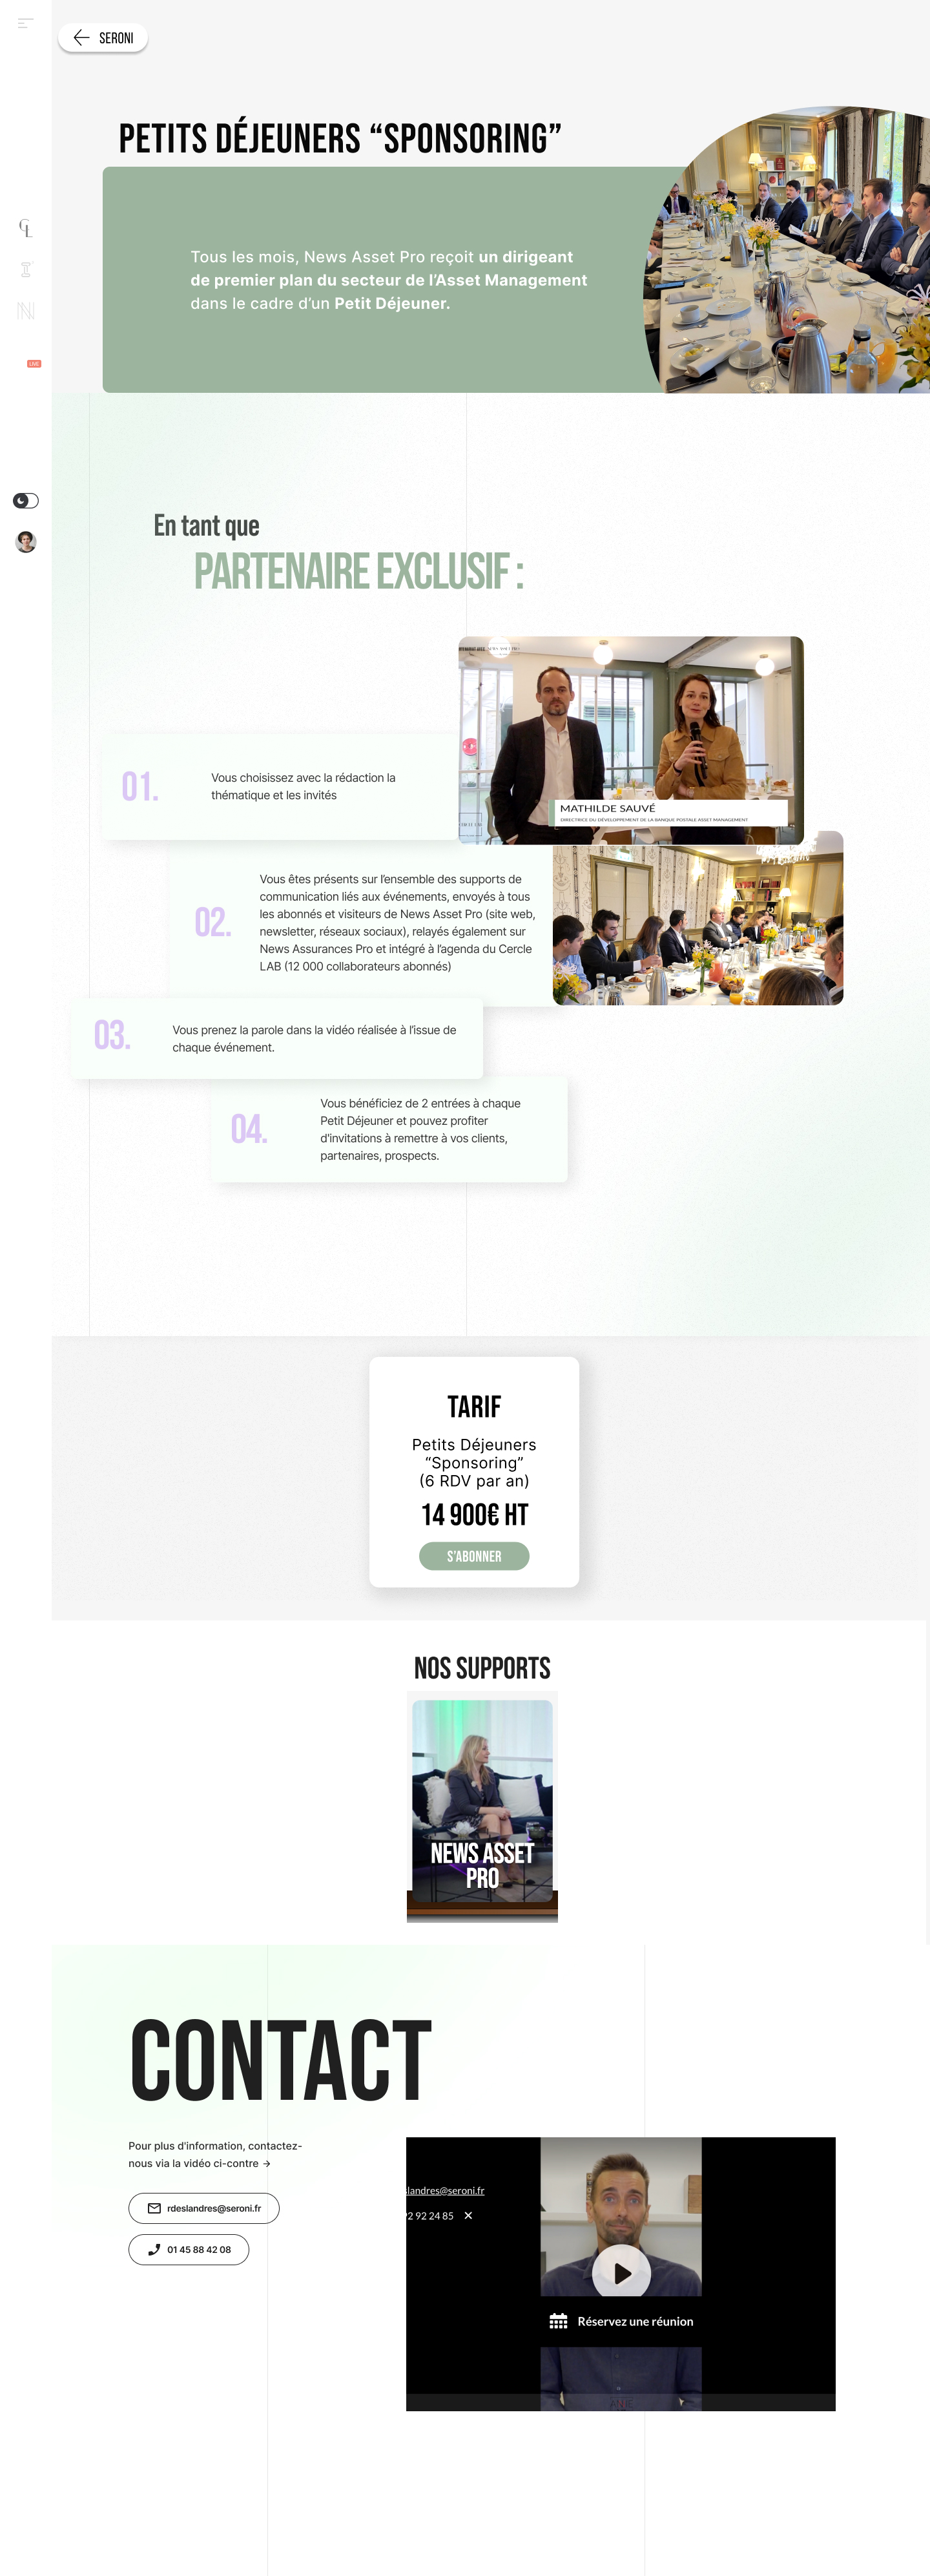 SERONI
PETITS DÉJEUNERS “SPONSORING”
Tous les mois, News Asset Pro reçoit un dirigeant
de premier plan du secteur de l’Asset Management
dans le cadre d’un Petit Déjeuner.
LIVE
En tant que
PARTENAIRE EXCLUSIF :
MATHILDE SAUVÉ
DIRECTRICE DU DÉVELOPPEMENT DE LA BANQUE POSTALE ASSET MANAGEMENT
01.
Vous choisissez avec la rédaction la
thématique et les invités
02.
Vous êtes présents sur l’ensemble des supports de
communication liés aux événements, envoyés à tous
les abonnés et visiteurs de News Asset Pro (site web,
newsletter, réseaux sociaux), relayés également sur
News Assurances Pro et intégré à l’agenda du Cercle
LAB (12 000 collaborateurs abonnés)
03.
Vous prenez la parole dans la vidéo réalisée à l’issue de
chaque événement.
04.
Vous bénéficiez de 2 entrées à chaque
Petit Déjeuner et pouvez profiter
d'invitations à remettre à vos clients,
partenaires, prospects.
TARIF
Petits Déjeuners
“Sponsoring”
(6 RDV par an)
14 900€ HT
S’ABONNER
NOS SUPPORTS
NEWS ASSET
PRO
CONTACT
Pour plus d'information, contactez-
nous via la vidéo ci-contre →
rdeslandres@seroni.fr
01 45 88 42 08
slandres@seroni.fr
92 92 24 85
Réservez une réunion